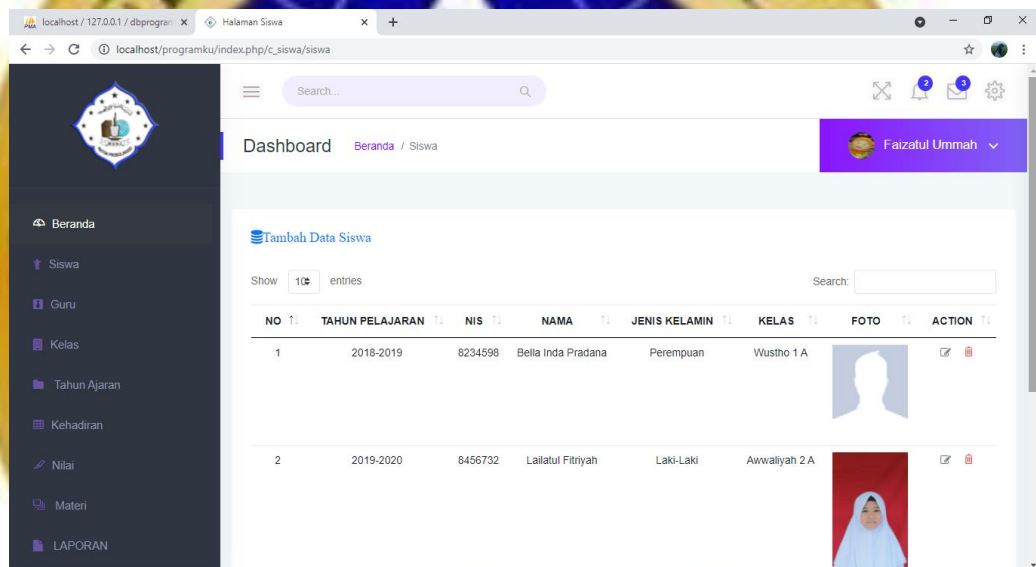 localhost / 127.0.0.1 / dbprogram
Halaman Siswa
localhost/programku/index.php/c_siswa/siswa
Search...
2
3
Dashboard
Beranda / Siswa
Faizatul Ummah
Beranda
Siswa
Guru
Kelas
Tahun Ajaran
Kehadiran
Nilai
Materi
LAPORAN
Tambah Data Siswa
Show 10 entries
Search:
NO TAHUN PELAJARAN NIS NAMA JENIS KELAMIN KELAS FOTO ACTION
1 2018-2019 8234598 Bella Inda Pradana Perempuan Wustho 1 A
2 2019-2020 8456732 Lailatul Fitriyah Laki-Laki Awwaliyah 2 A